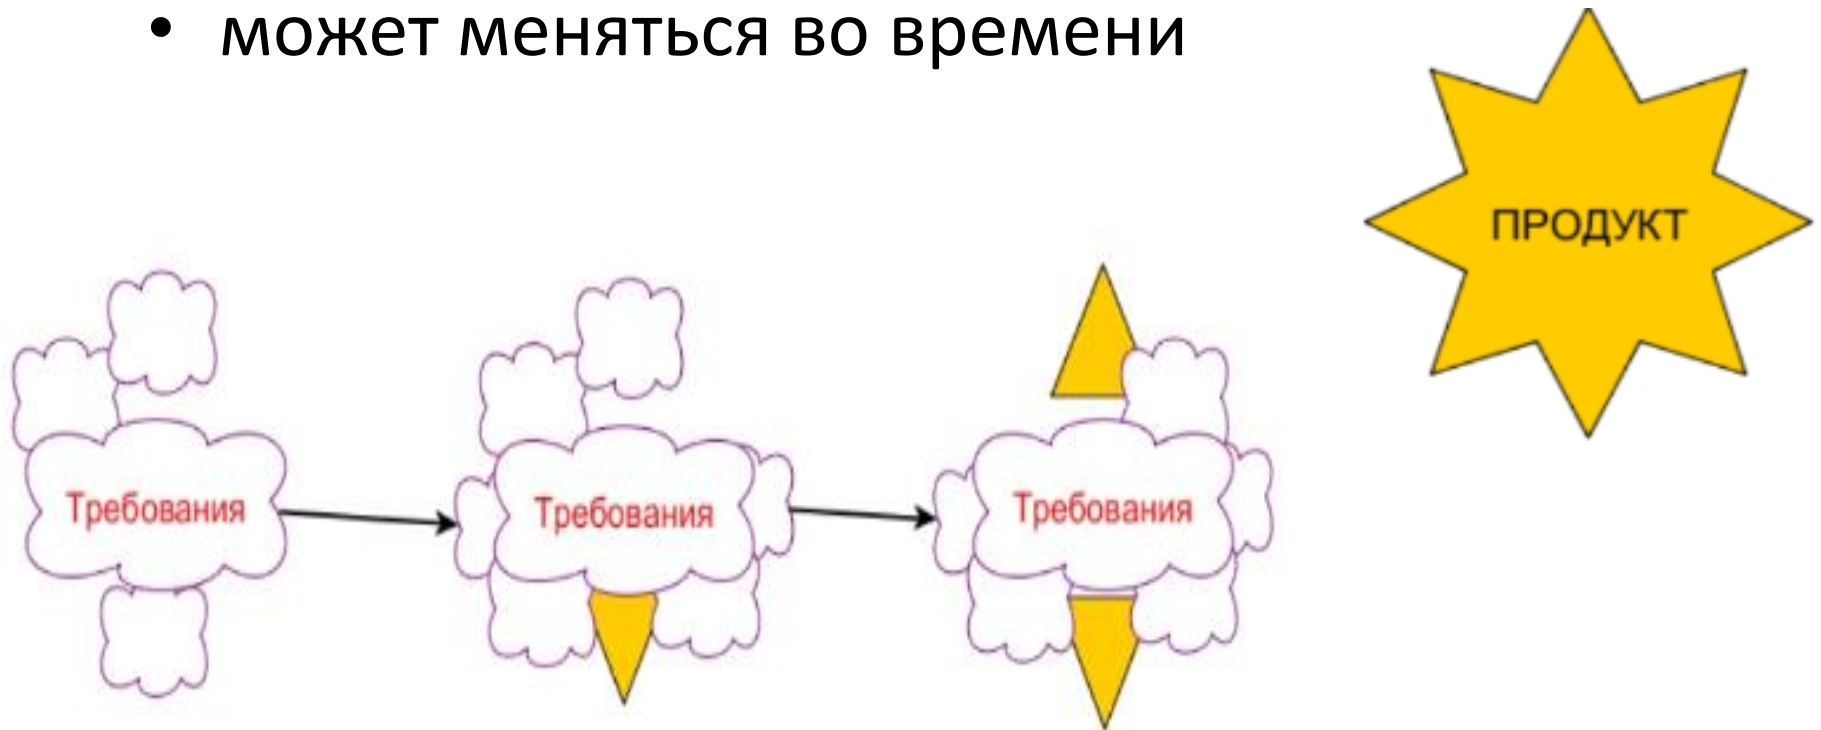 • может меняться во времени
ПРОДУКТ
Требования
Требования
Требования